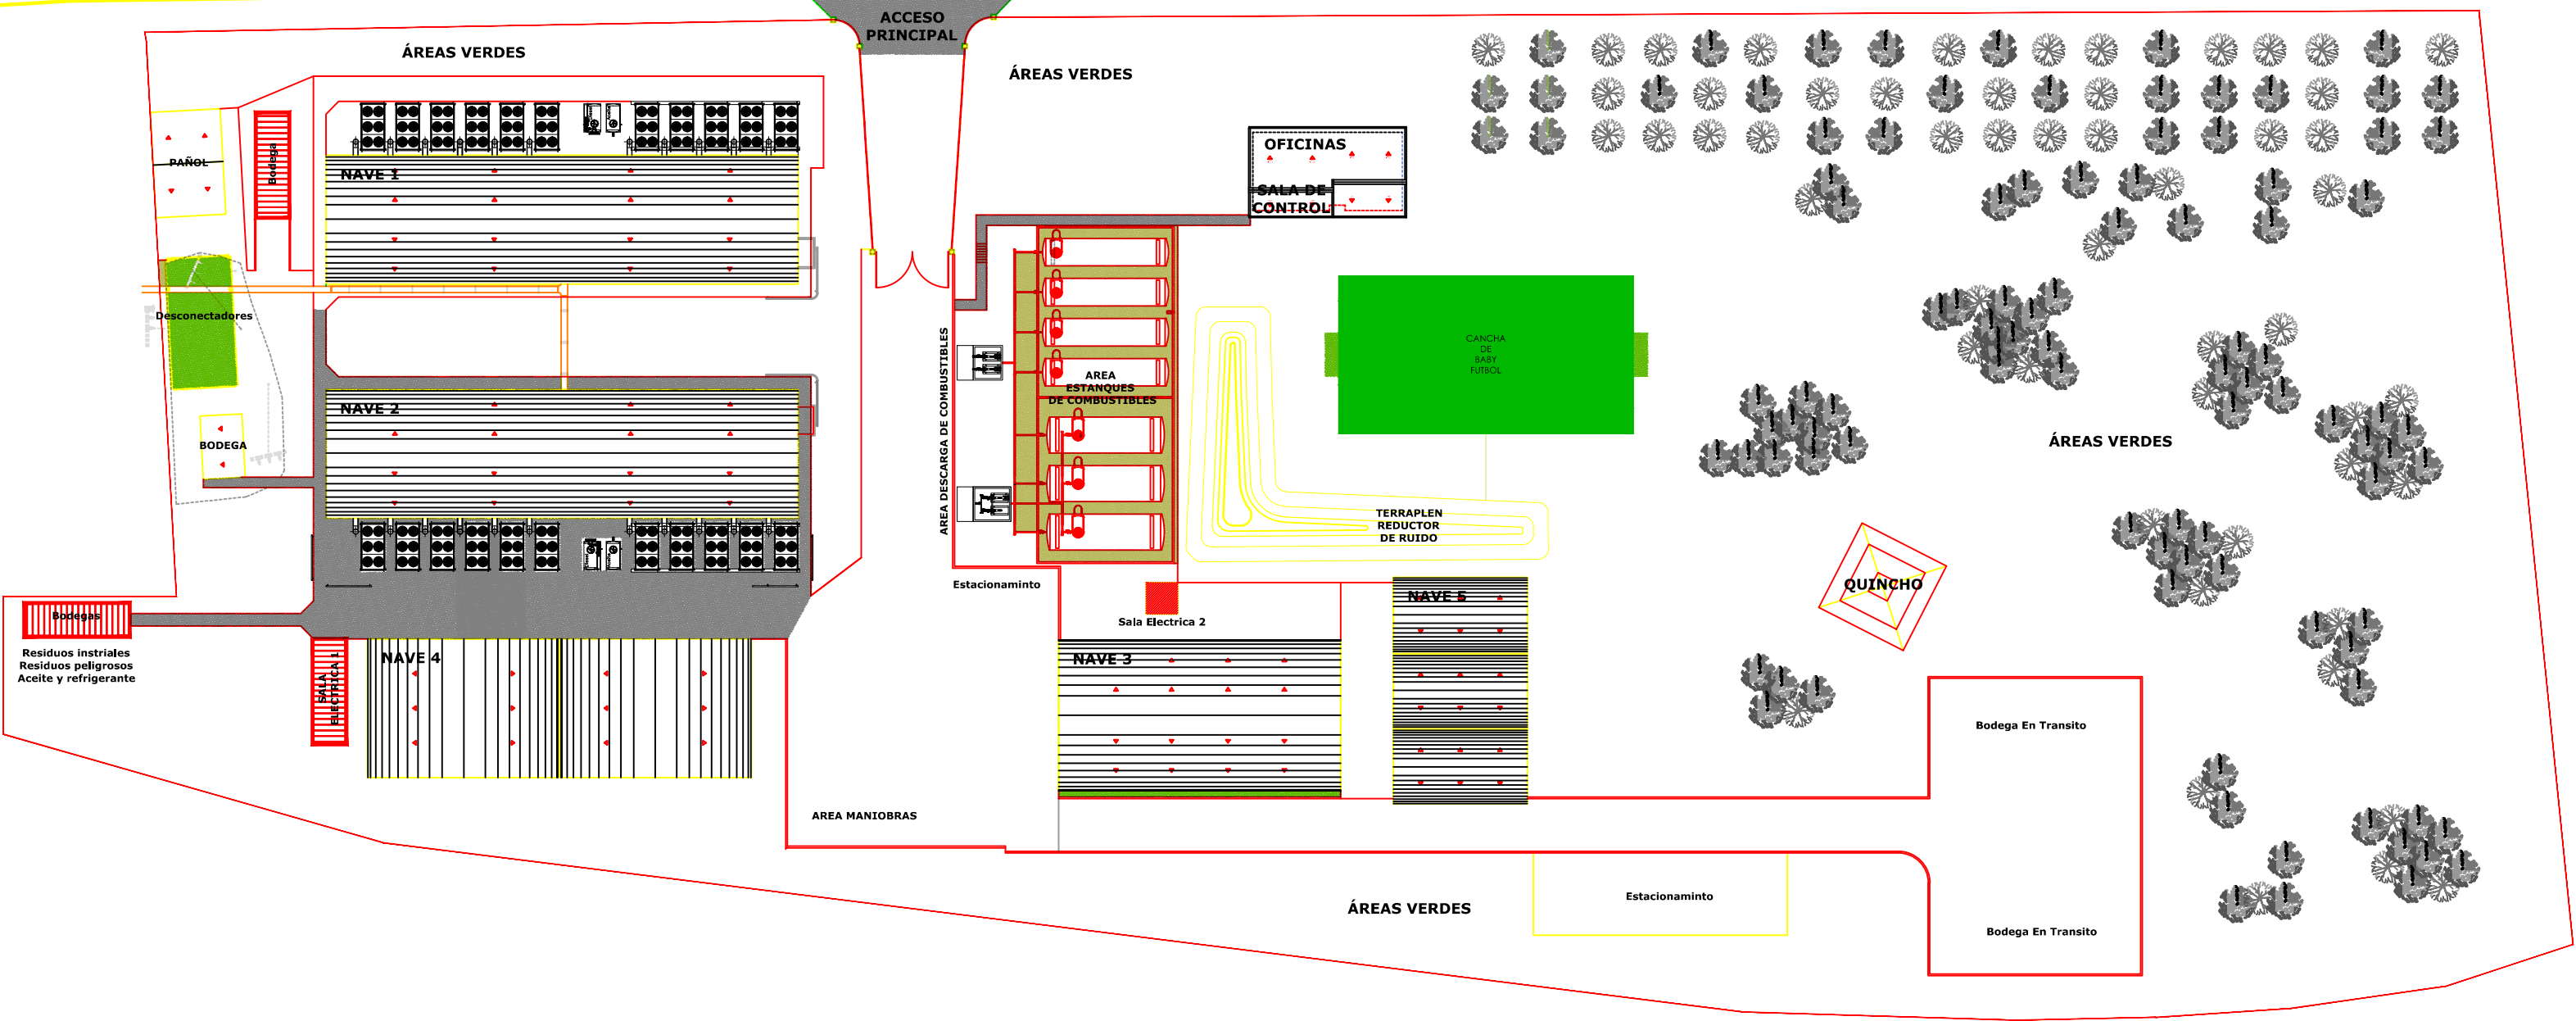 ACCESO
PRINCIPAL
ÁREAS VERDES
ÁREAS VERDES
OFICINAS
SALA DE
CONTROL
PAÑOL
Bodega
NAVE 1
Desconectadores
AREA DESCARGA DE COMBUSTIBLES
AREA
ESTANQUES
DE COMBUSTIBLES
CANCHA
DE
BABY
FUTBOL
NAVE 2
BODEGA
ÁREAS VERDES
TERRAPLEN
REDUCTOR
DE RUIDO
Estacionaminto
QUINCHO
NAVE 5
Bodegas
Sala Electrica 2
Residuos instriales
Residuos peligrosos
Aceite y refrigerante
SALA
ELECTRICA 1
NAVE 4
NAVE 3
Bodega En Transito
AREA MANIOBRAS
Estacionaminto
ÁREAS VERDES
Bodega En Transito